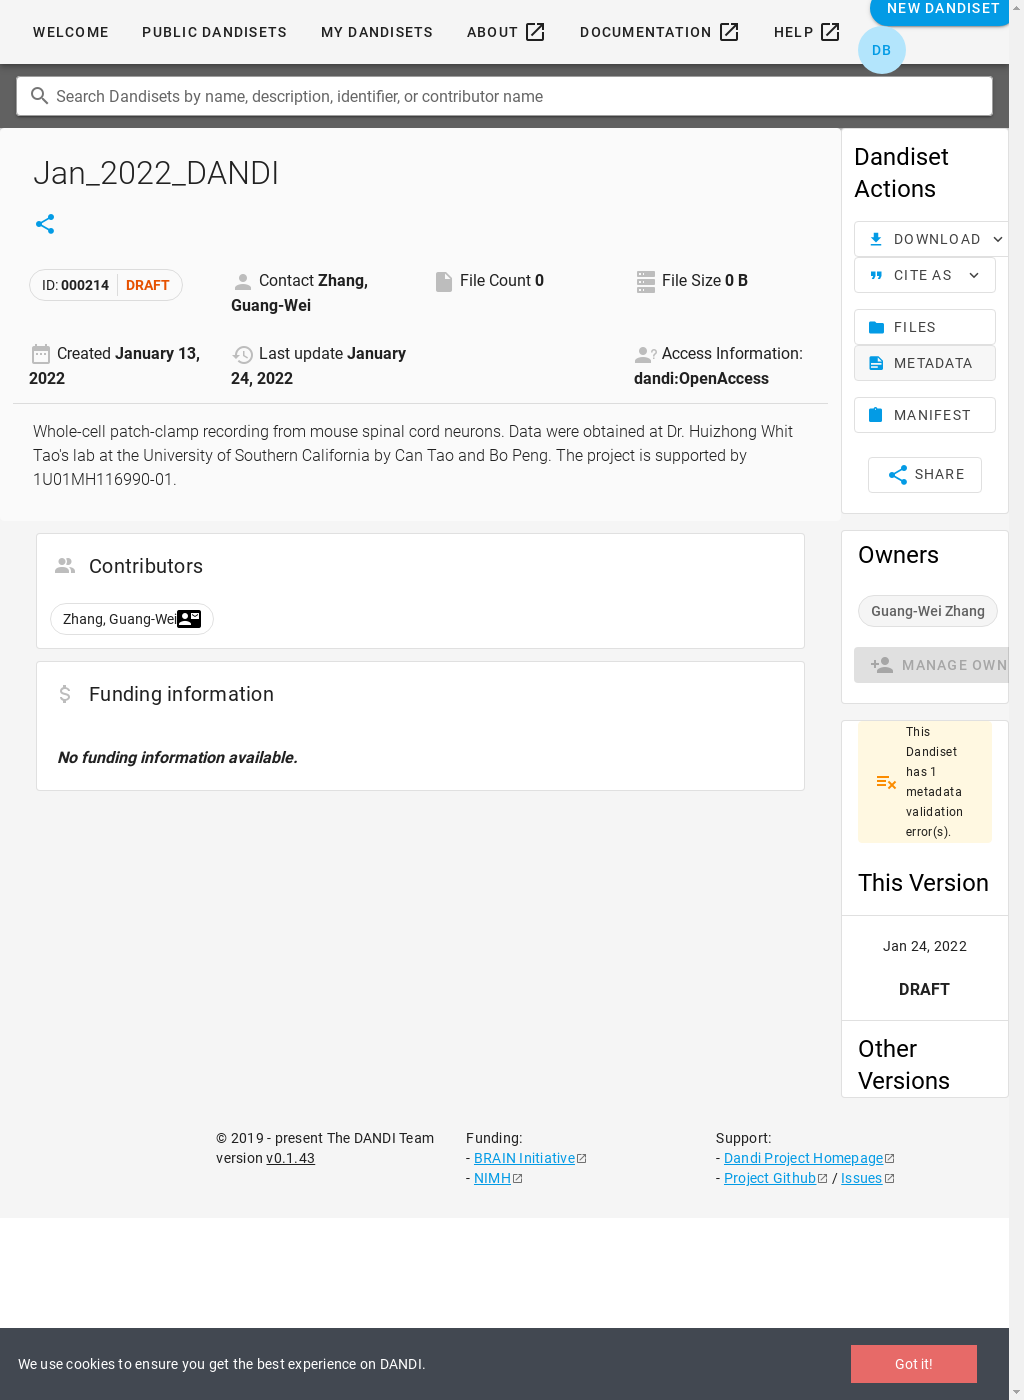 NEW DANDISET
WELCOME PUBLIC DANDISETS MY DANDISETS ABOUT DOCUMENTATION HELP
DB
Search Dandisets by name, description, identifier, or contributor name
Jan_2022_DANDI
ID: 000214 DRAFT
Contact Zhang,
Guang-Wei
File Count 0
File Size 0 B
Created January 13,
2022
Last update January
24, 2022
Access Information:
dandi:OpenAccess
Whole-cell patch-clamp recording from mouse spinal cord neurons. Data were obtained at Dr. Huizhong Whit
Tao's lab at the University of Southern California by Can Tao and Bo Peng. The project is supported by
1U01MH116990-01.
Contributors
Zhang, Guang-Wei
Funding information
No funding information available.
Dandiset
Actions
DOWNLOAD
CITE AS
FILES
METADATA
MANIFEST
SHARE
Owners
Guang-Wei Zhang
MANAGE OWN
This
Dandiset
has 1
metadata
validation
error(s).
This Version
Jan 24, 2022
DRAFT
Other
Versions
© 2019 - present The DANDI Team
version v0.1.43
Funding:
- BRAIN Initiative
- NIMH
Support:
- Dandi Project Homepage
- Project Github / Issues
We use cookies to ensure you get the best experience on DANDI.
Got it!